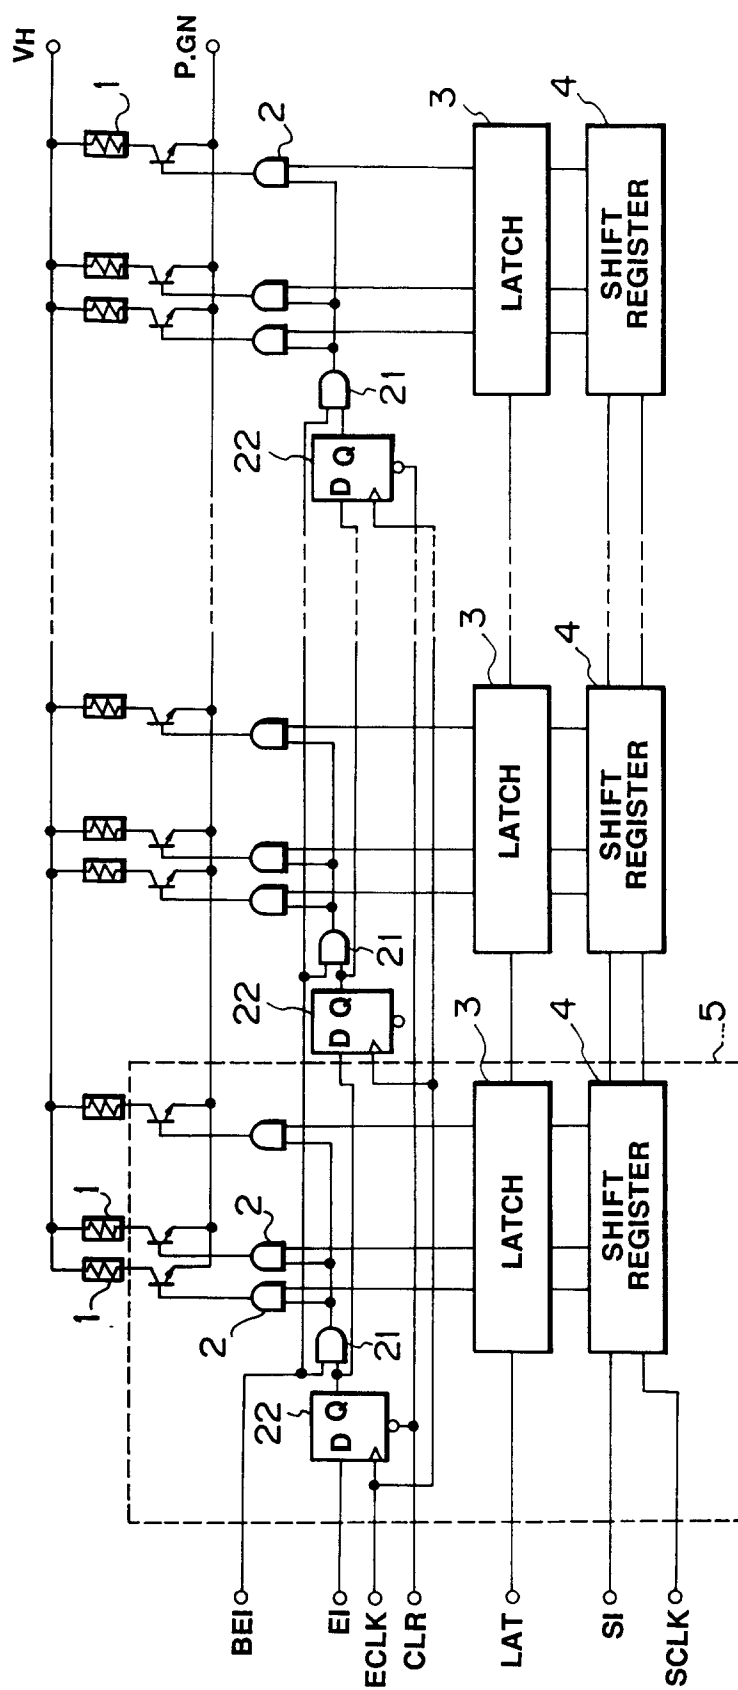 VH
P.GN
1
2
3
4
LATCH
SHIFT
REGISTER
21
22
D Q
3
4
LATCH
SHIFT
REGISTER
21
22
D Q
1
1
2
2
3
4
5
LATCH
SHIFT
REGISTER
21
22
D Q
BEI
EI
ECLK
CLR
LAT
SI
SCLK